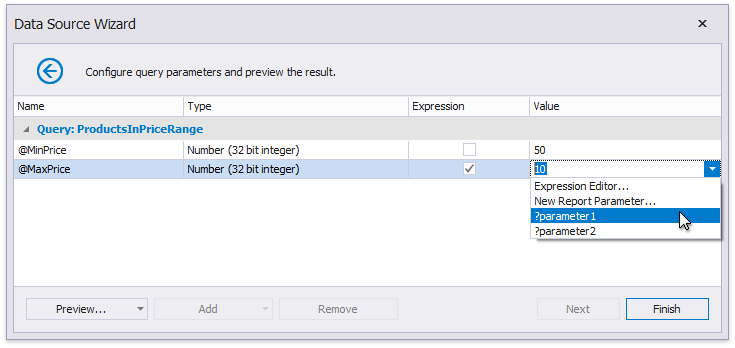 Data Source Wizard
Configure query parameters and preview the result.
Name Type Expression Value
Query: ProductsInPriceRange
@MinPrice Number (32 bit integer) 50
@MaxPrice Number (32 bit integer) 10
Expression Editor...
New Report Parameter...
?parameter1
?parameter2
Preview... Add Remove Next Finish